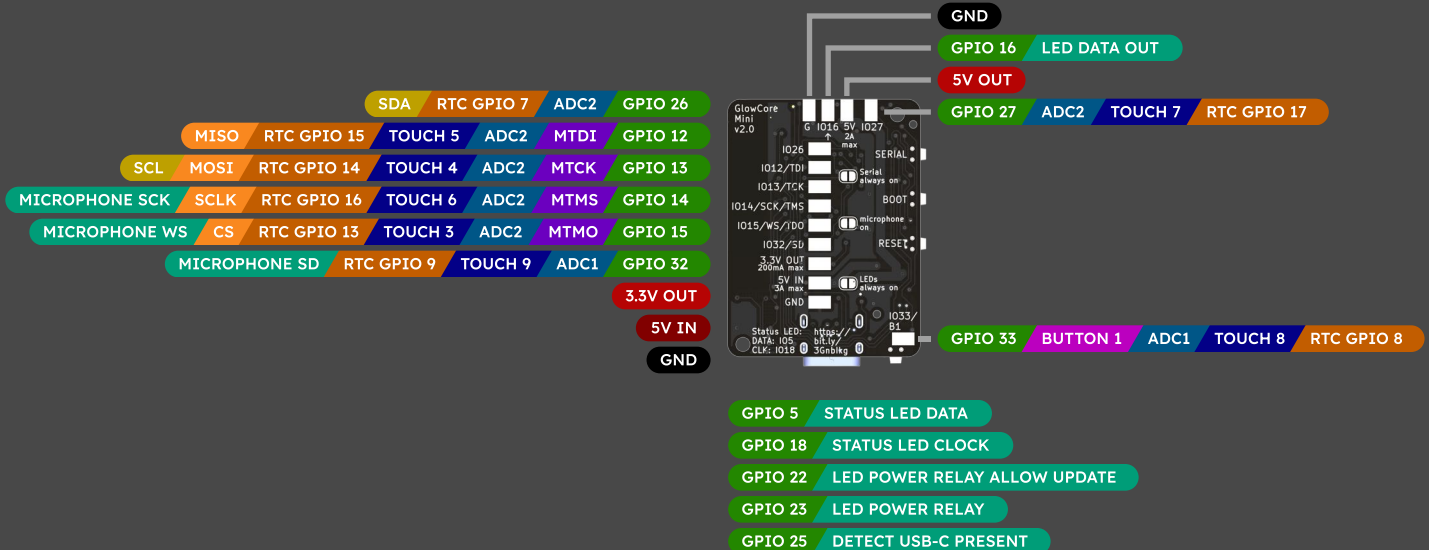 GND
GPIO 16 LED DATA OUT
5V OUT
GPIO 27 ADC2 TOUCH 7 RTC GPIO 17
SDA RTC GPIO 7 ADC2 GPIO 26
MISO RTC GPIO 15 TOUCH 5 ADC2 MTDI GPIO 12
SCL MOSI RTC GPIO 14 TOUCH 4 ADC2 MTCK GPIO 13
MICROPHONE SCK SCLK RTC GPIO 16 TOUCH 6 ADC2 MTMS GPIO 14
MICROPHONE WS CS RTC GPIO 13 TOUCH 3 ADC2 MTMO GPIO 15
MICROPHONE SD RTC GPIO 9 TOUCH 9 ADC1 GPIO 32
3.3V OUT
5V IN
GND
GlowCore
Mini
v2.0
G IO16 5V IO27
2A
max
IO26
IO12/TDI
IO13/TCK
IO14/SCK/TMS
IO15/WS/TDO
IO32/SD
3.3V OUT
200mA max
5V IN
3A max
GND
SERIAL
Serial
always on
BOOT
microphone
on
RESET
LEDs
always on
IO33/
B1
Status LED:
DATA: IO5
CLK: IO18
https://
bit.ly/
3Gnblkg
GPIO 33 BUTTON 1 ADC1 TOUCH 8 RTC GPIO 8
GPIO 5 STATUS LED DATA
GPIO 18 STATUS LED CLOCK
GPIO 22 LED POWER RELAY ALLOW UPDATE
GPIO 23 LED POWER RELAY
GPIO 25 DETECT USB-C PRESENT